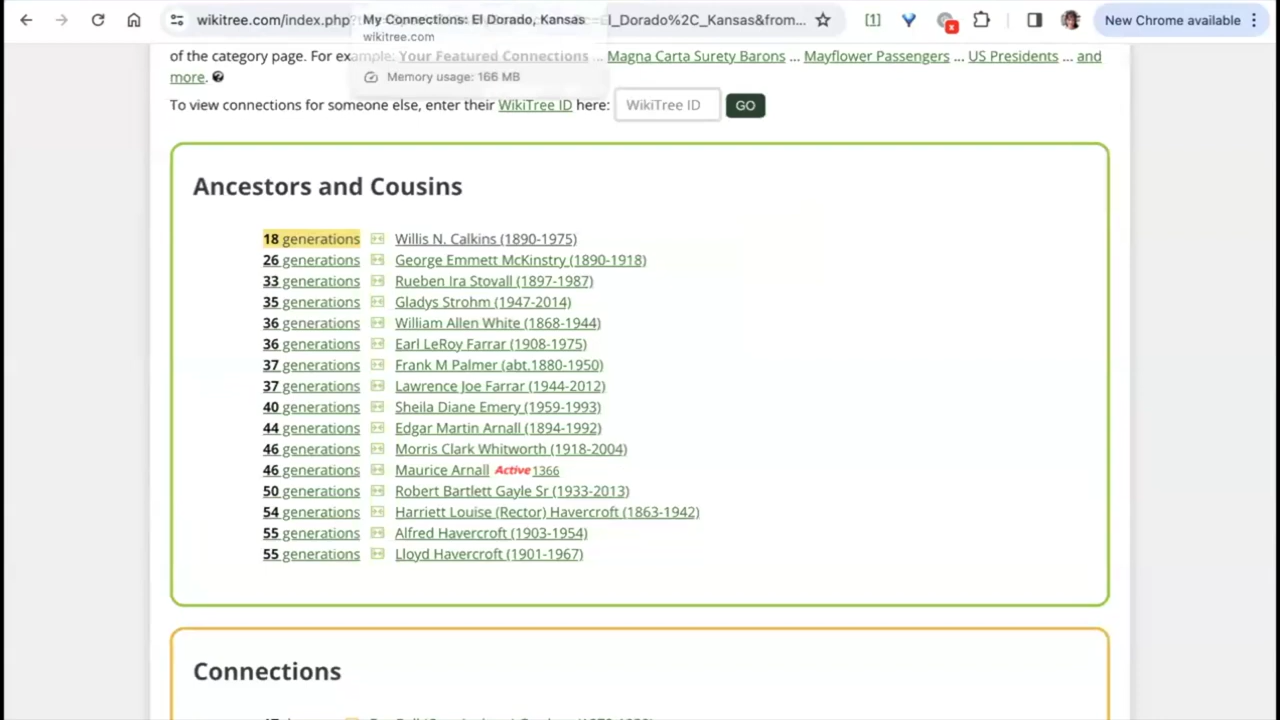 wikitree.com/index.php?
My Connections: El Dorado, Kansas
l_Dorado%2C_Kansas&from...
New Chrome available
wikitree.com
of the category page. For example: Your Featured Connections ... Magna Carta Surety Barons ... Mayflower Passengers ... US Presidents ... and
Memory usage: 166 MB
more.
To view connections for someone else, enter their WikiTree ID here: WikiTree ID GO
Ancestors and Cousins
18 generations Willis N. Calkins (1890-1975)
26 generations George Emmett McKinstry (1890-1918)
33 generations Rueben Ira Stovall (1897-1987)
35 generations Gladys Strohm (1947-2014)
36 generations William Allen White (1868-1944)
36 generations Earl LeRoy Farrar (1908-1975)
37 generations Frank M Palmer (abt.1880-1950)
37 generations Lawrence Joe Farrar (1944-2012)
40 generations Sheila Diane Emery (1959-1993)
44 generations Edgar Martin Arnall (1894-1992)
46 generations Morris Clark Whitworth (1918-2004)
46 generations Maurice Arnall Active 1366
50 generations Robert Bartlett Gayle Sr (1933-2013)
54 generations Harriett Louise (Rector) Havercroft (1863-1942)
55 generations Alfred Havercroft (1903-1954)
55 generations Lloyd Havercroft (1901-1967)
Connections